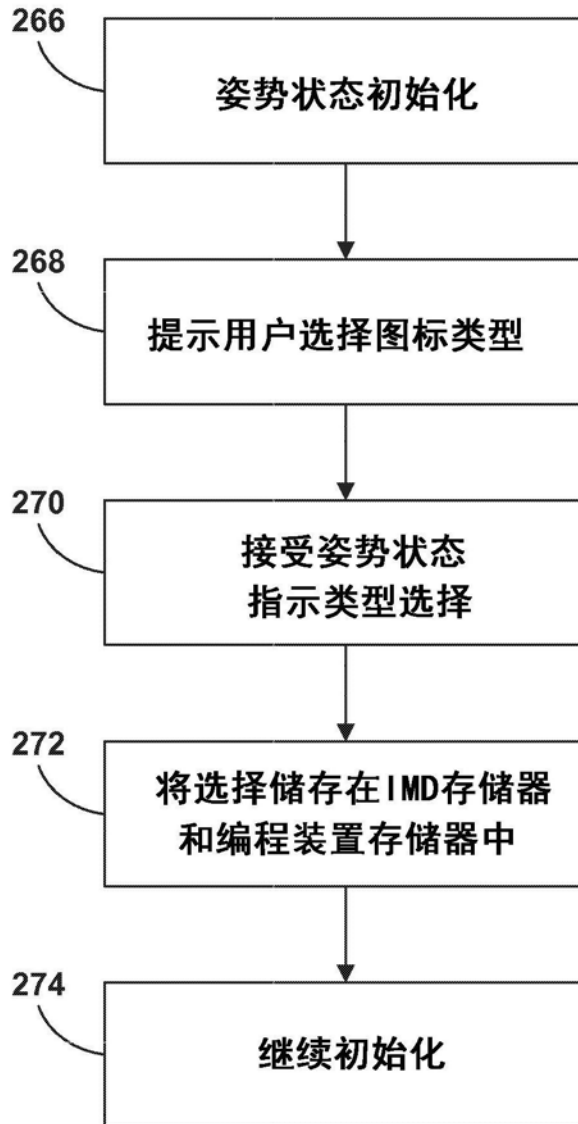 266
姿势状态初始化
268
提示用户选择图标类型
270
接受姿势状态
指示类型选择
272
将选择储存在IMD存储器
和编程装置存储器中
274
继续初始化